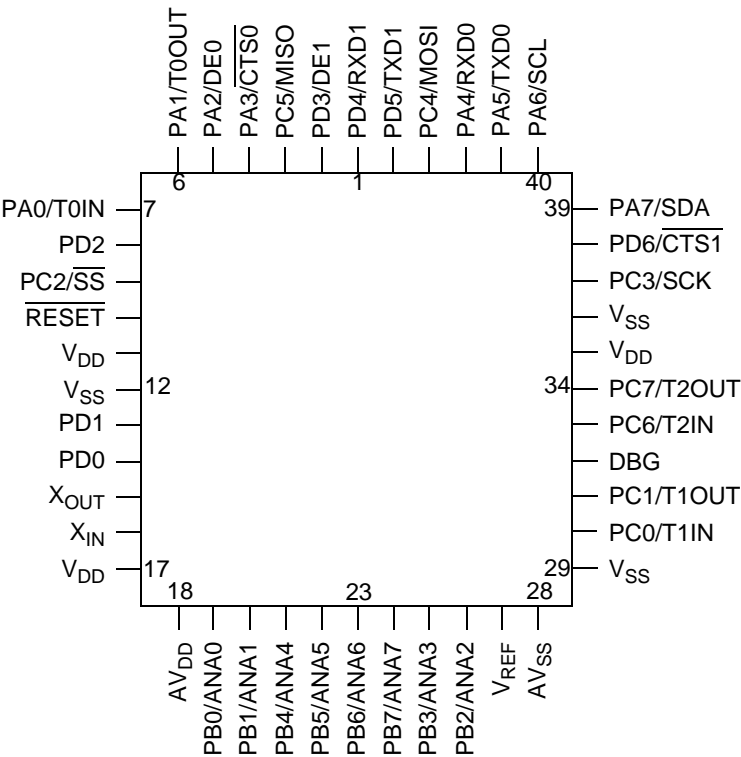 PA1/T0OUT
PA2/DE0
PA3/C̅T̅S̅0̅
PC5/MISO
PD3/DE1
PD4/RXD1
PD5/TXD1
PC4/MOSI
PA4/RXD0
PA5/TXD0
PA6/SCL
6
1
40
PA0/T0IN
7
39
PA7/SDA
PD2
PD6/C̅T̅S̅1̅
PC2/S̅S̅
PC3/SCK
R̅E̅S̅E̅T̅
VSS
VDD
VDD
VSS
12
34
PC7/T2OUT
PD1
PC6/T2IN
PD0
DBG
XOUT
PC1/T1OUT
XIN
PC0/T1IN
VDD
17
29
VSS
18
23
28
AVDD
PB0/ANA0
PB1/ANA1
PB4/ANA4
PB5/ANA5
PB6/ANA6
PB7/ANA7
PB3/ANA3
PB2/ANA2
VREF
AVSS